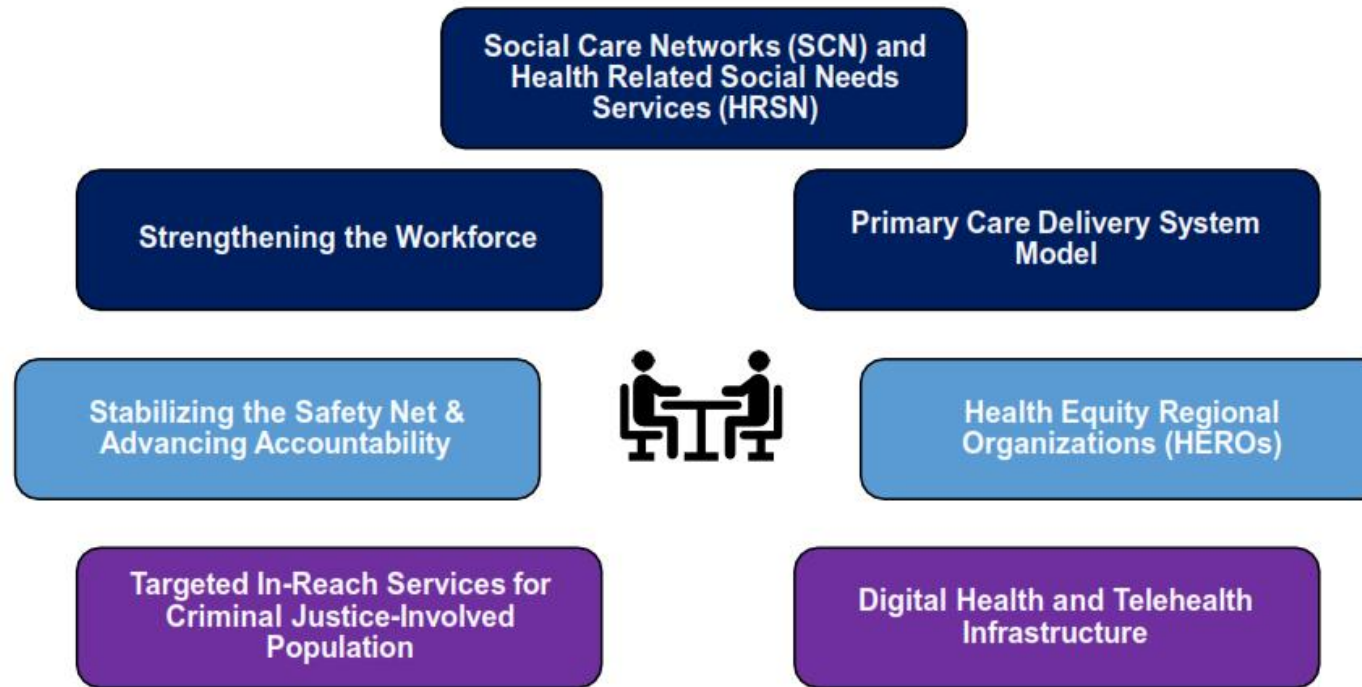 Social Care Networks (SCN) and
Health Related Social Needs
Services (HRSN)
Strengthening the Workforce
Primary Care Delivery System
Model
Stabilizing the Safety Net &
Advancing Accountability
Health Equity Regional
Organizations (HEROs)
Targeted In-Reach Services for
Criminal Justice-Involved
Population
Digital Health and Telehealth
Infrastructure